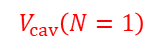 V_cav(N = 1)